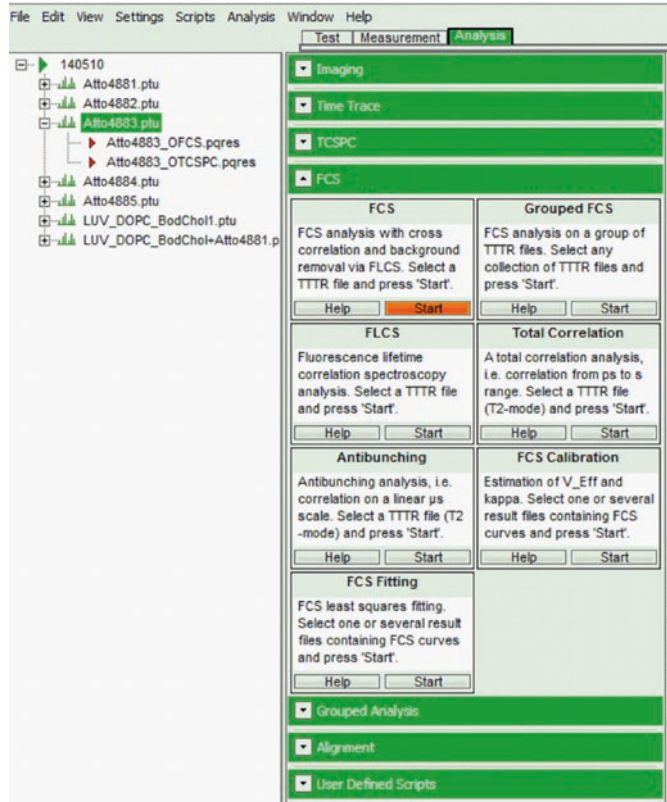 File Edit View Settings Scripts Analysis Window Help
Test Measurement Analysis
140510
Atto4881.ptu
Atto4882.ptu
Atto4883.ptu
Atto4883_OFCS.pqres
Atto4883_OTCSPC.pqres
Atto4884.ptu
Atto4885.ptu
LUV_DOPC_BodChol1.ptu
LUV_DOPC_BodChol+Atto4881.p
Imaging
Time Trace
TCSPC
FCS
FCS
FCS analysis with cross
correlation and background
removal via FLCS. Select a
TTTR file and press 'Start'.
Help Start
Grouped FCS
FCS analysis on a group of
TTTR files. Select any
collection of TTTR files and
press 'Start'.
Help Start
FLCS
Fluorescence lifetime
correlation spectroscopy
analysis. Select a TTTR file
and press 'Start'.
Help Start
Total Correlation
A total correlation analysis,
i.e. correlation from ps to s
range. Select a TTTR file
(T2-mode) and press 'Start'.
Help Start
Antibunching
Antibunching analysis, i.e.
correlation on a linear µs
scale. Select a TTTR file (T2
-mode) and press 'Start'.
Help Start
FCS Calibration
Estimation of V_Eff and
kappa. Select one or several
result files containing FCS
curves and press 'Start'.
Help Start
FCS Fitting
FCS least squares fitting.
Select one or several result
files containing FCS curves
and press 'Start'.
Help Start
Grouped Analysis
Alignment
User Defined Scripts